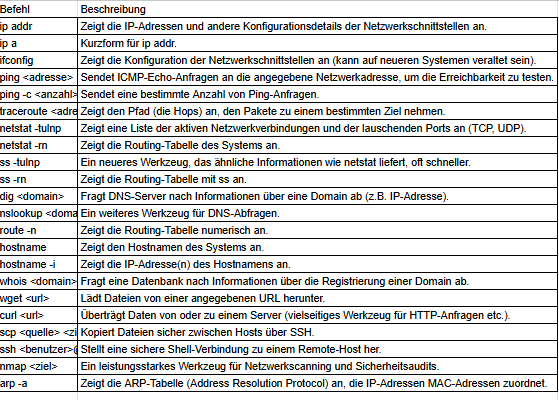 Befehl Beschreibung
ip addr Zeigt die IP-Adressen und andere Konfigurationsdetails der Netzwerkschnittstellen an.
ip a Kurzform für ip addr.
ifconfig Zeigt die Konfiguration der Netzwerkschnittstellen an (kann auf neueren Systemen veraltet sein).
ping <adresse> Sendet ICMP-Echo-Anfragen an die angegebene Netzwerkadresse, um die Erreichbarkeit zu testen.
ping -c <anzahl> Sendet eine bestimmte Anzahl von Ping-Anfragen.
traceroute <adre Zeigt den Pfad (die Hops) an, den Pakete zu einem bestimmten Ziel nehmen.
netstat -tulnp Zeigt eine Liste der aktiven Netzwerkverbindungen und der lauschenden Ports an (TCP, UDP).
netstat -rn Zeigt die Routing-Tabelle des Systems an.
ss -tulnp Ein neueres Werkzeug, das ähnliche Informationen wie netstat liefert, oft schneller.
ss -rn Zeigt die Routing-Tabelle mit ss an.
dig <domain> Fragt DNS-Server nach Informationen über eine Domain ab (z.B. IP-Adresse).
nslookup <doma Ein weiteres Werkzeug für DNS-Abfragen.
route -n Zeigt die Routing-Tabelle numerisch an.
hostname Zeigt den Hostnamen des Systems an.
hostname -i Zeigt die IP-Adresse(n) des Hostnamens an.
whois <domain> Fragt eine Datenbank nach Informationen über die Registrierung einer Domain ab.
wget <url> Lädt Dateien von einer angegebenen URL herunter.
curl <url> Überträgt Daten von oder zu einem Server (vielseitiges Werkzeug für HTTP-Anfragen etc.).
scp <quelle> <zi Kopiert Dateien sicher zwischen Hosts über SSH.
ssh <benutzer>@ Stellt eine sichere Shell-Verbindung zu einem Remote-Host her.
nmap <ziel> Ein leistungsstarkes Werkzeug für Netzwerkscanning und Sicherheitsaudits.
arp -a Zeigt die ARP-Tabelle (Address Resolution Protocol) an, die IP-Adressen MAC-Adressen zuordnet.